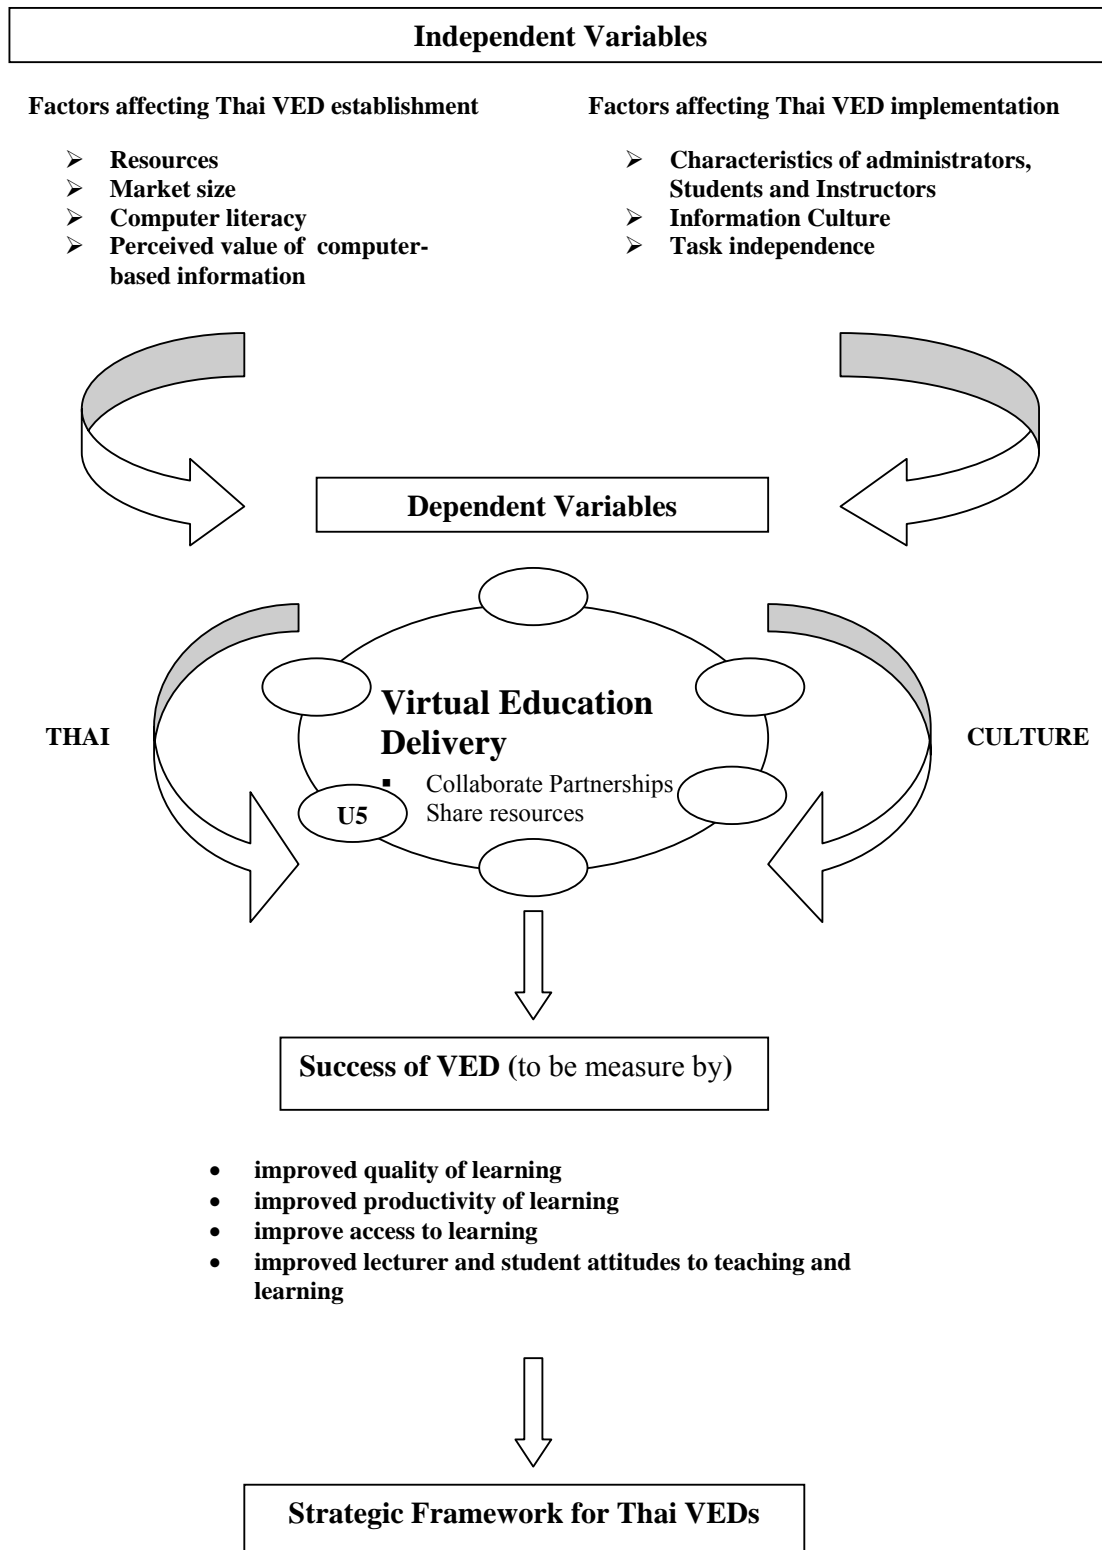 Independent Variables
Factors affecting Thai VED establishment
➢ Resources
➢ Market size
➢ Computer literacy
➢ Perceived value of computer-
based information
Factors affecting Thai VED implementation
➢ Characteristics of administrators,
Students and Instructors
➢ Information Culture
➢ Task independence
Dependent Variables
THAI
Virtual Education
Delivery
▪ Collaborate Partnerships
Share resources
U5
CULTURE
Success of VED (to be measure by)
• improved quality of learning
• improved productivity of learning
• improve access to learning
• improved lecturer and student attitudes to teaching and
learning
Strategic Framework for Thai VEDs